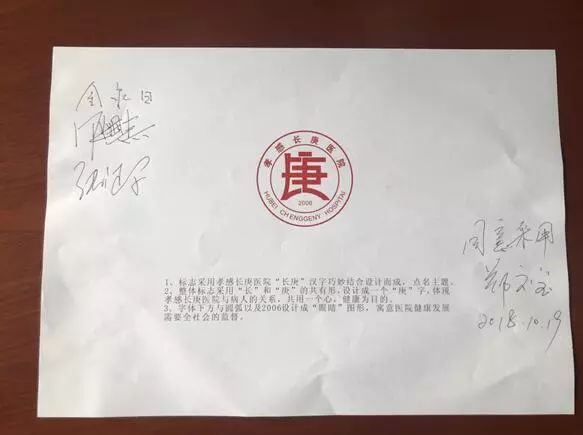 孝感长庚医院
庚
2006
HUBEI CHENGGENY HOSPITAI
同意采用
2018.10.19
1、标志采用孝感长庚医院“长庚”汉字巧妙结合设计而成，点名主题。
2、整体标志采用“长”和“庚”的共有形，设计成一个“庚”字，体现
孝感长庚医院与病人的关系，共用一个心，健康为目的。
3、字体下方与圆弧以及2006设计成“眼睛”图形，寓意医院健康发展
需要全社会的监督。